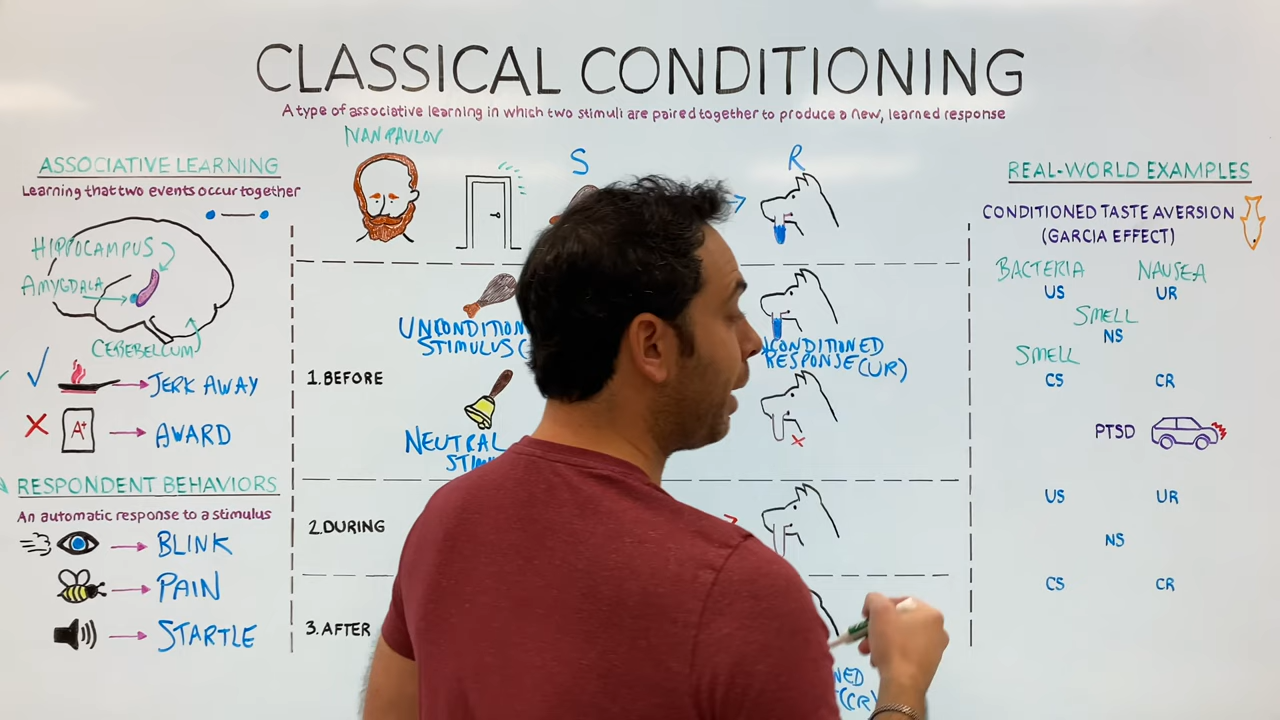 CLASSICAL CONDITIONING
A type of associative learning in which two stimuli are paired together to produce a new, learned response
IVAN PAVLOV
ASSOCIATIVE LEARNING
Learning that two events occur together
HIPPOCAMPUS
AMYGDALA
CEREBELLUM
JERK AWAY
A+
AWARD
RESPONDENT BEHAVIORS
An automatic response to a stimulus
BLINK
PAIN
STARTLE
S
R
1. BEFORE
STIMULUS (
RESPONSE (UR)
NEUTRAL
2. DURING
3. AFTER
(CR)
REAL-WORLD EXAMPLES
CONDITIONED TASTE AVERSION
(GARCIA EFFECT)
BACTERIA NAUSEA
US UR
SMELL
NS
SMELL
CS CR
PTSD
US UR
NS
CS CR